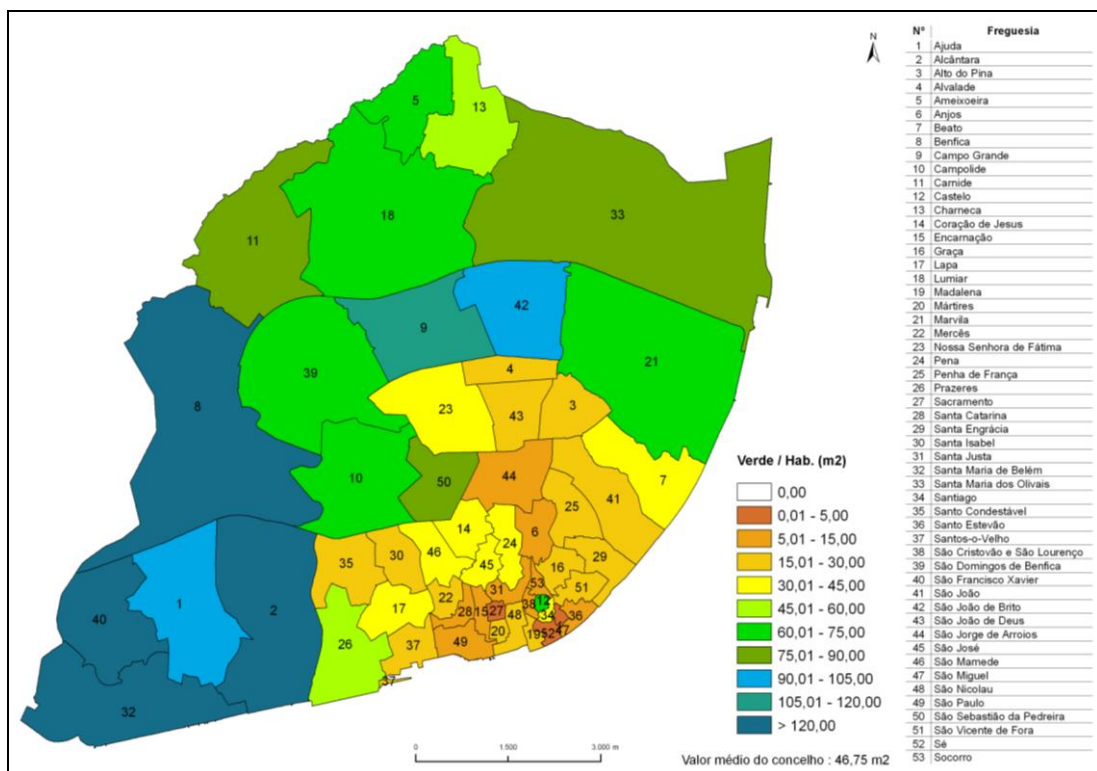 N
Nº Freguesia
1 Ajuda
2 Alcântara
3 Alto do Pina
4 Alvalade
5 Ameixoeira
6 Anjos
7 Beato
8 Benfica
9 Campo Grande
10 Campolide
11 Carnide
12 Castelo
13 Charneca
14 Coração de Jesus
15 Encarnação
16 Graça
17 Lapa
18 Lumiar
19 Madalena
20 Mártires
21 Marvila
22 Mercês
23 Nossa Senhora de Fátima
24 Pena
25 Penha de França
26 Prazeres
27 Sacramento
28 Santa Catarina
29 Santa Engrácia
30 Santa Isabel
31 Santa Justa
32 Santa Maria de Belém
33 Santa Maria dos Olivais
34 Santiago
35 Santo Condestável
36 Santo Estevão
37 Santos-o-Velho
38 São Cristovão e São Lourenço
39 São Domingos de Benfica
40 São Francisco Xavier
41 São João
42 São João de Brito
43 São João de Deus
44 São Jorge de Arroios
45 São José
46 São Mamede
47 São Miguel
48 São Nicolau
49 São Paulo
50 São Sebastião da Pedreira
51 São Vicente de Fora
52 Sé
53 Socorro
5
13
33
18
11
42
9
21
4
39
8
23
43
3
44
7
10
50
41
25
14
6
24
46
30
35
45
29
16
53
51
1
2
31
17
22
12
38
28
15
27
34
36
40
48
47
20
19
52
26
37
49
37
32
Verde / Hab. (m2)
0,00
0,01 - 5,00
5,01 - 15,00
15,01 - 30,00
30,01 - 45,00
45,01 - 60,00
60,01 - 75,00
75,01 - 90,00
90,01 - 105,00
105,01 - 120,00
> 120,00
0 1.500 3.000 m
Valor médio do concelho : 46,75 m2